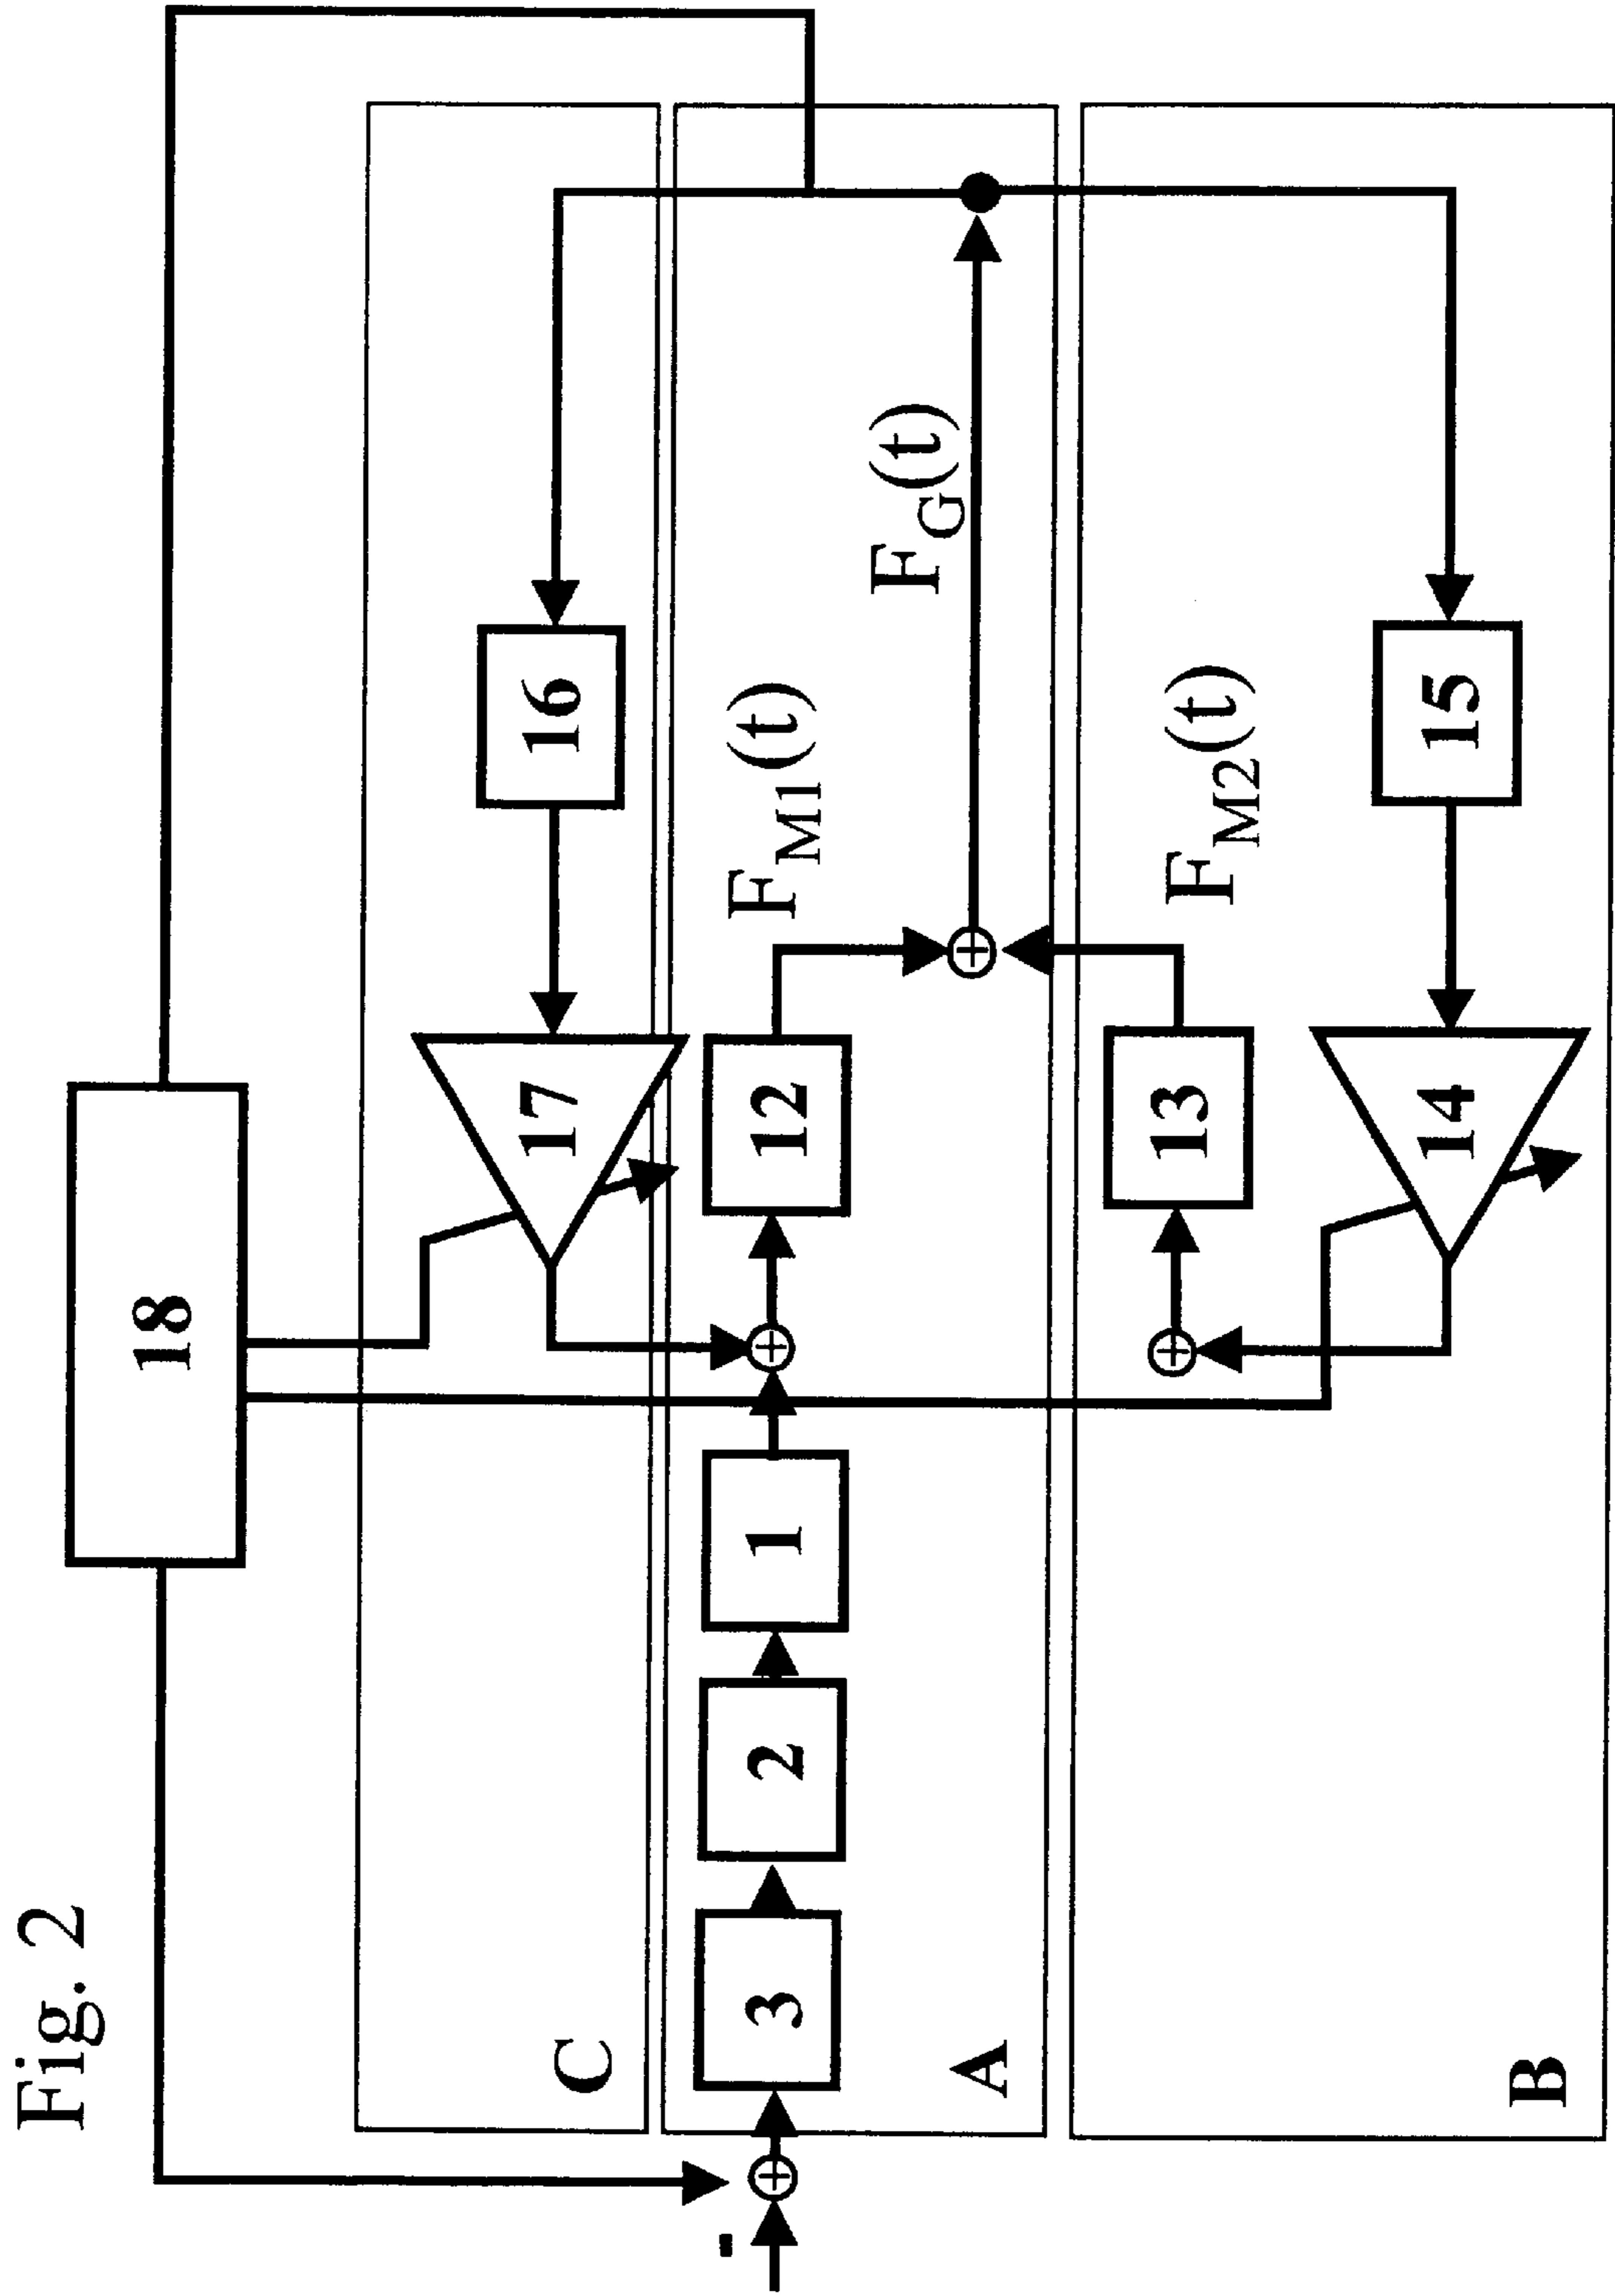 Fig. 2
18
C
17
16
3
2
1
12
F_M1(t)
F_G(t)
A
13
F_M2(t)
14
15
B
-
+
+
+
+